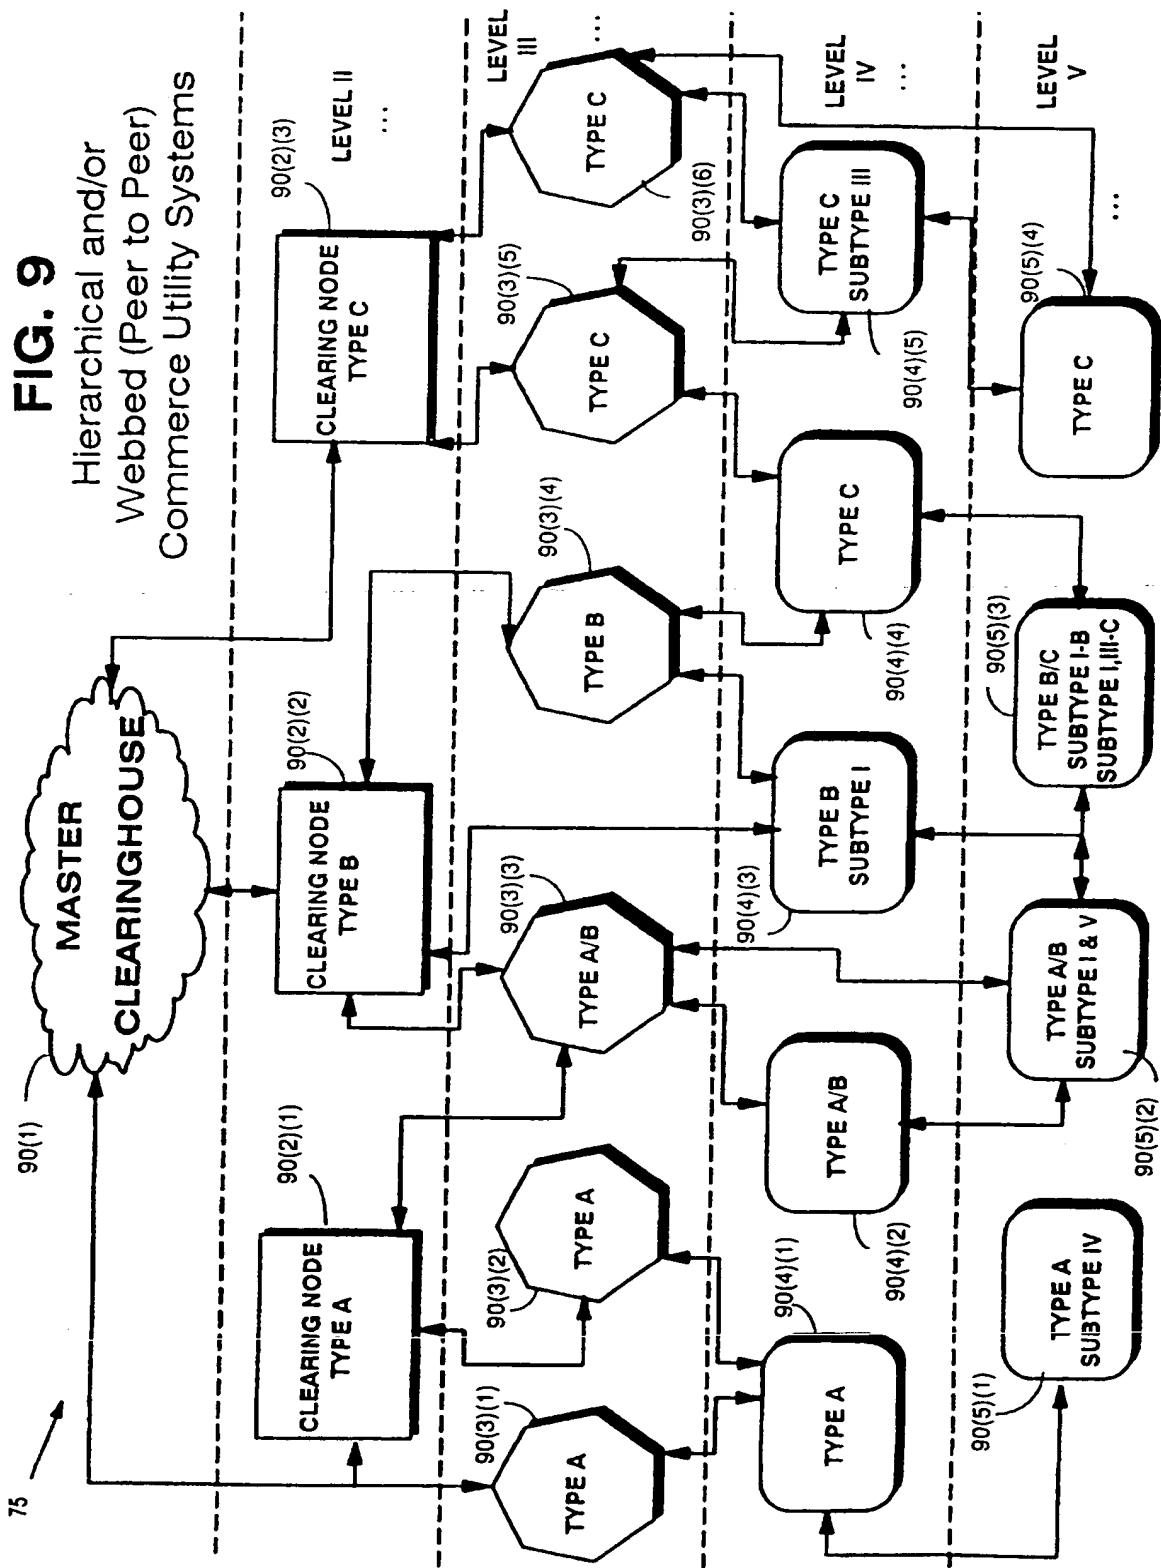 FIG. 9
Hierarchical and/or
Webbed (Peer to Peer)
Commerce Utility Systems
75
90(1)
MASTER
CLEARINGHOUSE
LEVEL II
...
90(2)(1)
CLEARING NODE
TYPE A
90(2)(2)
CLEARING NODE
TYPE B
90(2)(3)
CLEARING NODE
TYPE C
LEVEL
III
...
90(3)(1)
TYPE A
90(3)(2)
TYPE A
90(3)(3)
TYPE A/B
90(3)(4)
TYPE B
90(3)(5)
TYPE C
90(3)(6)
TYPE C
LEVEL
IV
...
90(4)(1)
TYPE A
90(4)(2)
TYPE A/B
90(4)(3)
TYPE B
SUBTYPE I
90(4)(4)
TYPE C
90(4)(5)
TYPE C
SUBTYPE III
LEVEL
V
...
90(5)(1)
TYPE A
SUBTYPE IV
90(5)(2)
TYPE A/B
SUBTYPE I & V
90(5)(3)
TYPE B/C
SUBTYPE I-B
SUBTYPE I,III-C
90(5)(4)
TYPE C